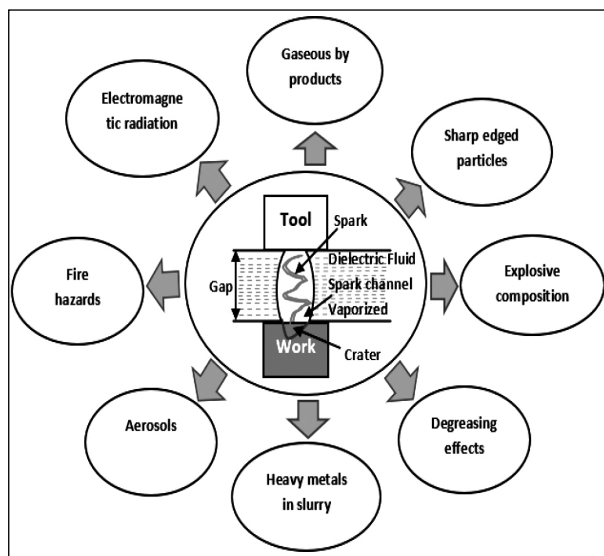 Gaseous by
products
Electromagne
tic radiation
Sharp edged
particles
Tool
Spark
Dielectric Fluid
Gap
Spark channel
Vaporized
Work
Crater
Fire
hazards
Explosive
composition
Aerosols
Degreasing
effects
Heavy metals
in slurry